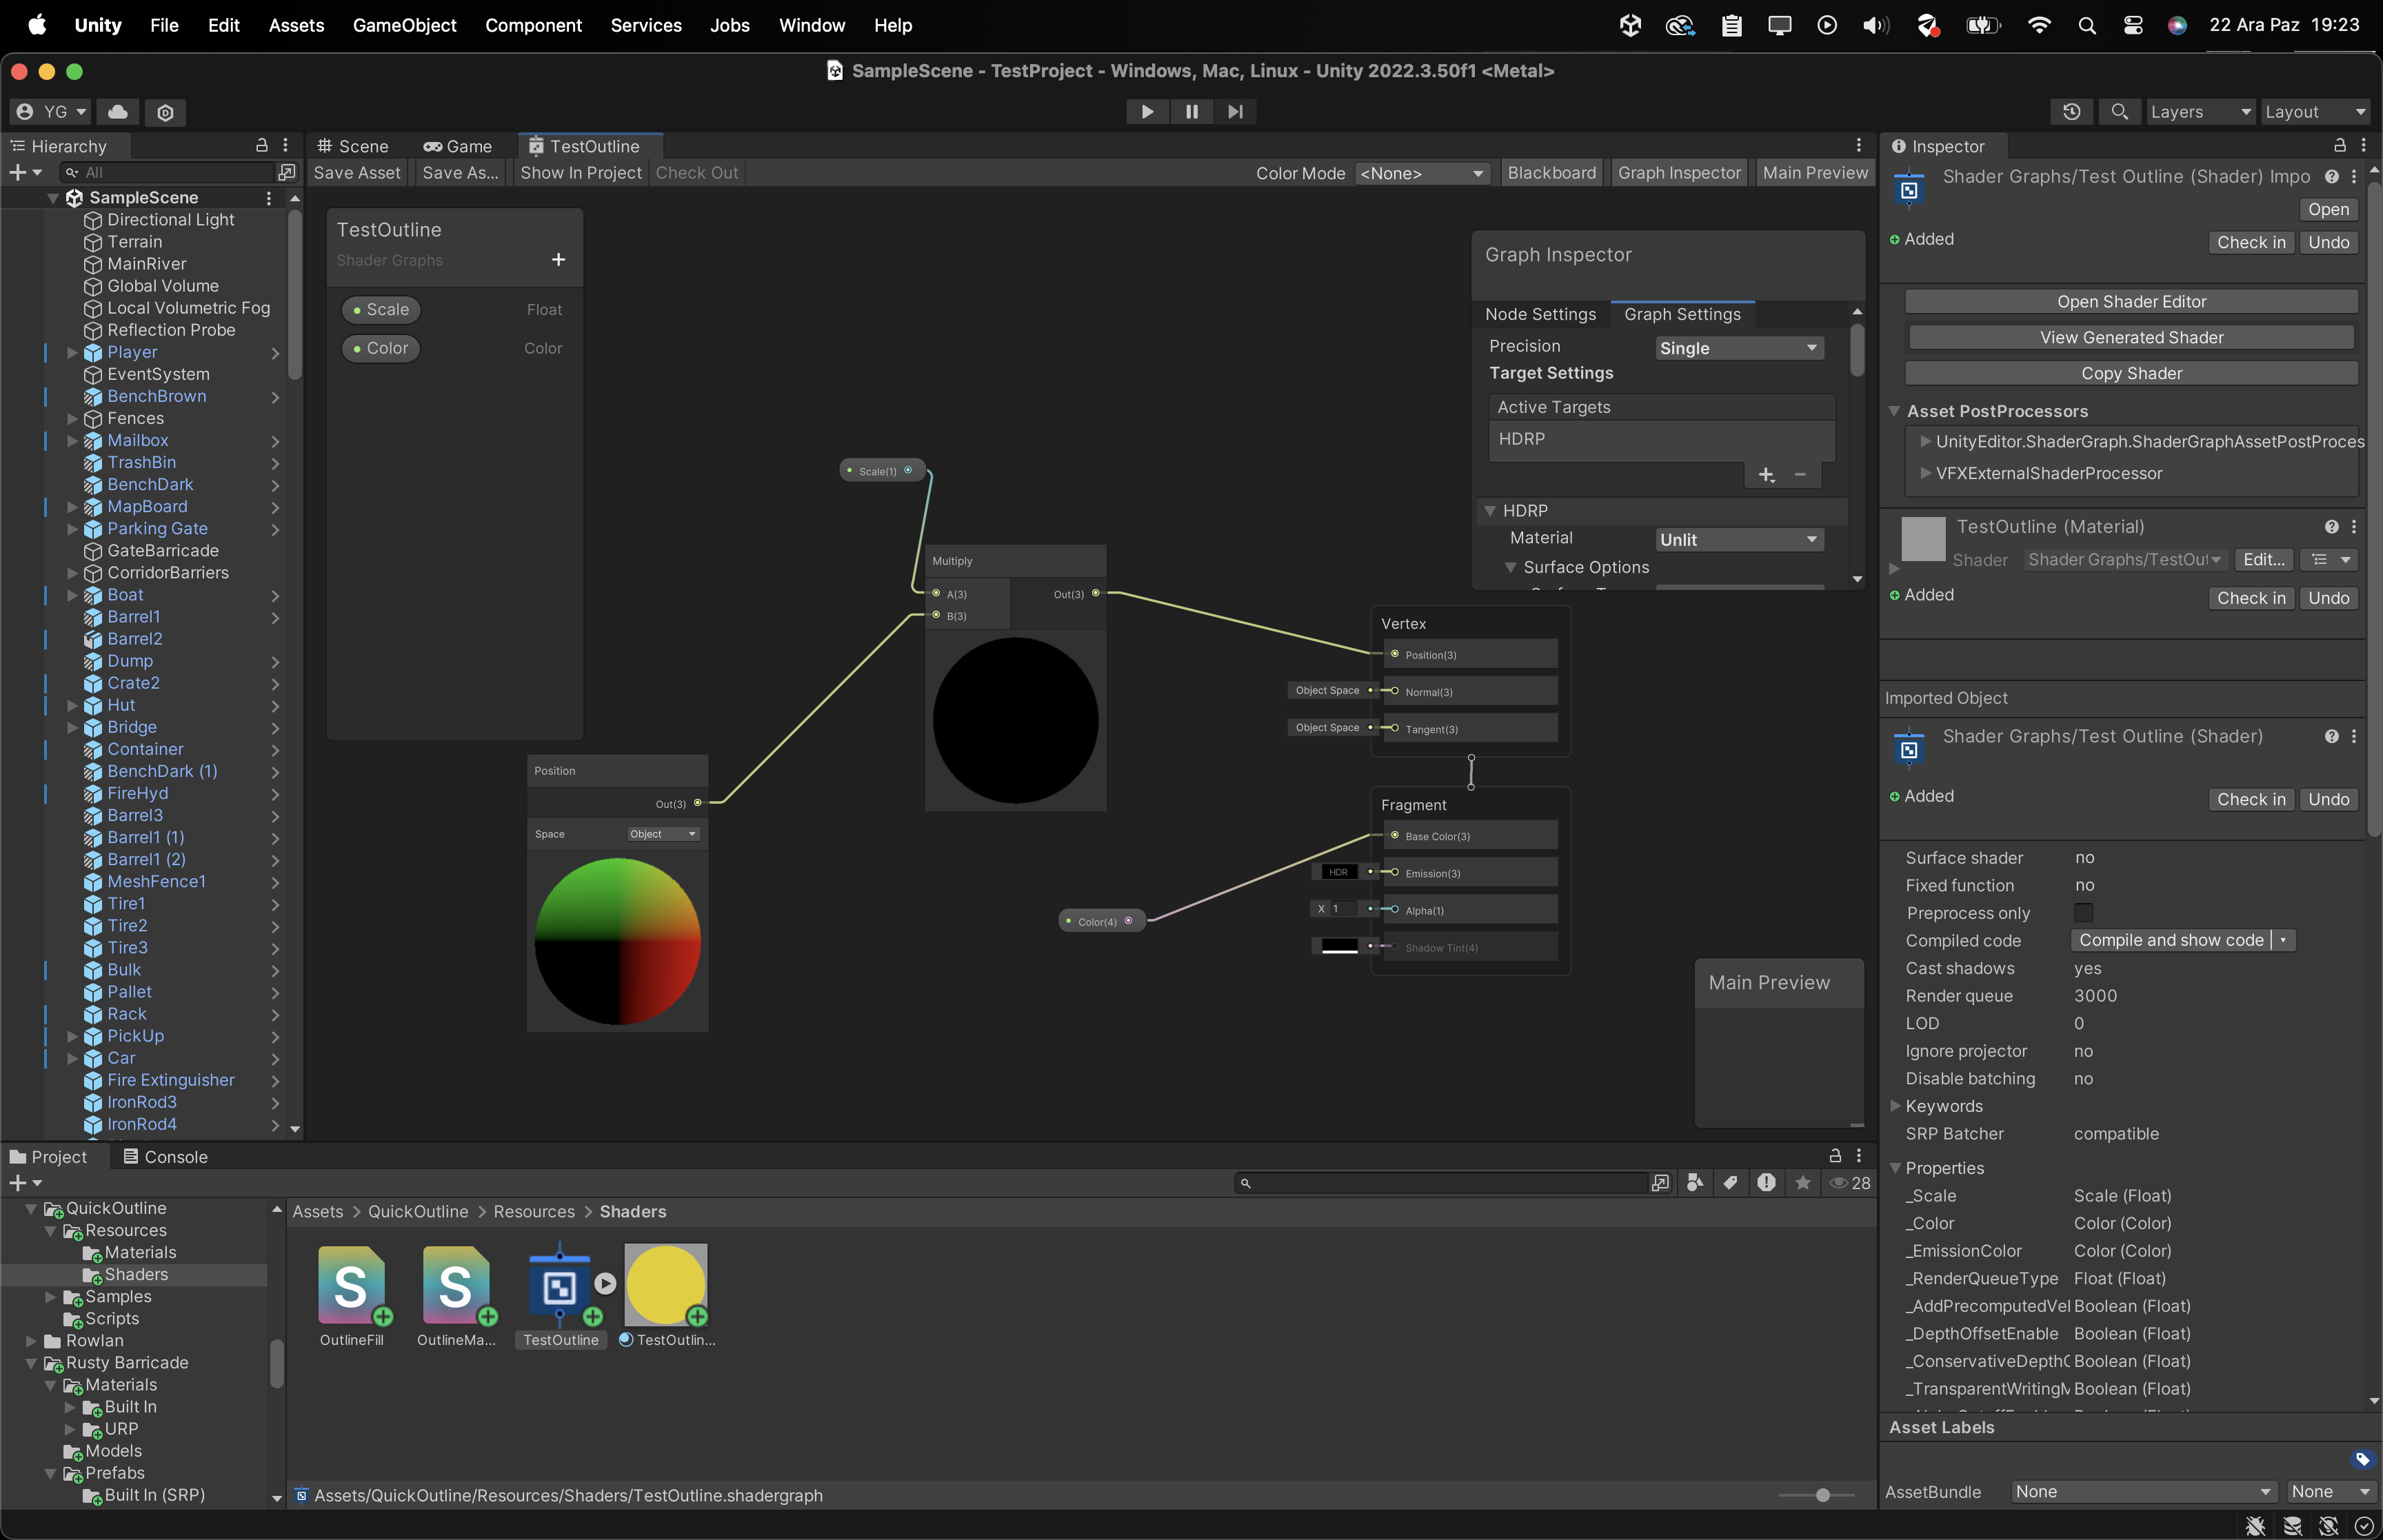 Unity File Edit Assets GameObject Component Services Jobs Window Help 22 Ara Paz 19:23
SampleScene - TestProject - Windows, Mac, Linux - Unity 2022.3.50f1 <Metal>
YG Layers Layout
Hierarchy
All
SampleScene
Directional Light
Terrain
MainRiver
Global Volume
Local Volumetric Fog
Reflection Probe
Player
EventSystem
BenchBrown
Fences
Mailbox
TrashBin
BenchDark
MapBoard
Parking Gate
GateBarricade
CorridorBarriers
Boat
Barrel1
Barrel2
Dump
Crate2
Hut
Bridge
Container
BenchDark (1)
FireHyd
Barrel3
Barrel1 (1)
Barrel1 (2)
MeshFence1
Tire1
Tire2
Tire3
Bulk
Pallet
Rack
PickUp
Car
Fire Extinguisher
IronRod3
IronRod4
Scene Game TestOutline
Save Asset Save As... Show In Project Check Out Color Mode <None> Blackboard Graph Inspector Main Preview
TestOutline
Shader Graphs
Scale Float
Color Color
Scale(1)
Multiply
A(3) Out(3)
B(3)
Position
Out(3)
Space Object
Color(4)
Graph Inspector
Node Settings Graph Settings
Precision Single
Target Settings
Active Targets
HDRP
HDRP
Material Unlit
Surface Options
Vertex
Position(3)
Object Space Normal(3)
Object Space Tangent(3)
Fragment
Base Color(3)
HDR Emission(3)
X 1 Alpha(1)
Shadow Tint(4)
Main Preview
Inspector
Shader Graphs/Test Outline (Shader) Impo
Open
Added Check in Undo
Open Shader Editor
View Generated Shader
Copy Shader
Asset PostProcessors
UnityEditor.ShaderGraph.ShaderGraphAssetPostProces
VFXExternalShaderProcessor
TestOutline (Material)
Shader Shader Graphs/TestOut Edit...
Added Check in Undo
Imported Object
Shader Graphs/Test Outline (Shader)
Added Check in Undo
Surface shader no
Fixed function no
Preprocess only
Compiled code Compile and show code
Cast shadows yes
Render queue 3000
LOD 0
Ignore projector no
Disable batching no
Keywords
SRP Batcher compatible
Properties
_Scale Scale (Float)
_Color Color (Color)
_EmissionColor Color (Color)
_RenderQueueType Float (Float)
_AddPrecomputedVel Boolean (Float)
_DepthOffsetEnable Boolean (Float)
_ConservativeDepthO Boolean (Float)
_TransparentWritingM Boolean (Float)
Asset Labels
AssetBundle None None
Project Console
28
QuickOutline
Resources
Materials
Shaders
Samples
Scripts
Rowlan
Rusty Barricade
Materials
Built In
URP
Models
Prefabs
Built In (SRP)
Assets > QuickOutline > Resources > Shaders
S S
OutlineFill OutlineMa... TestOutline TestOutlin...
Assets/QuickOutline/Resources/Shaders/TestOutline.shadergraph